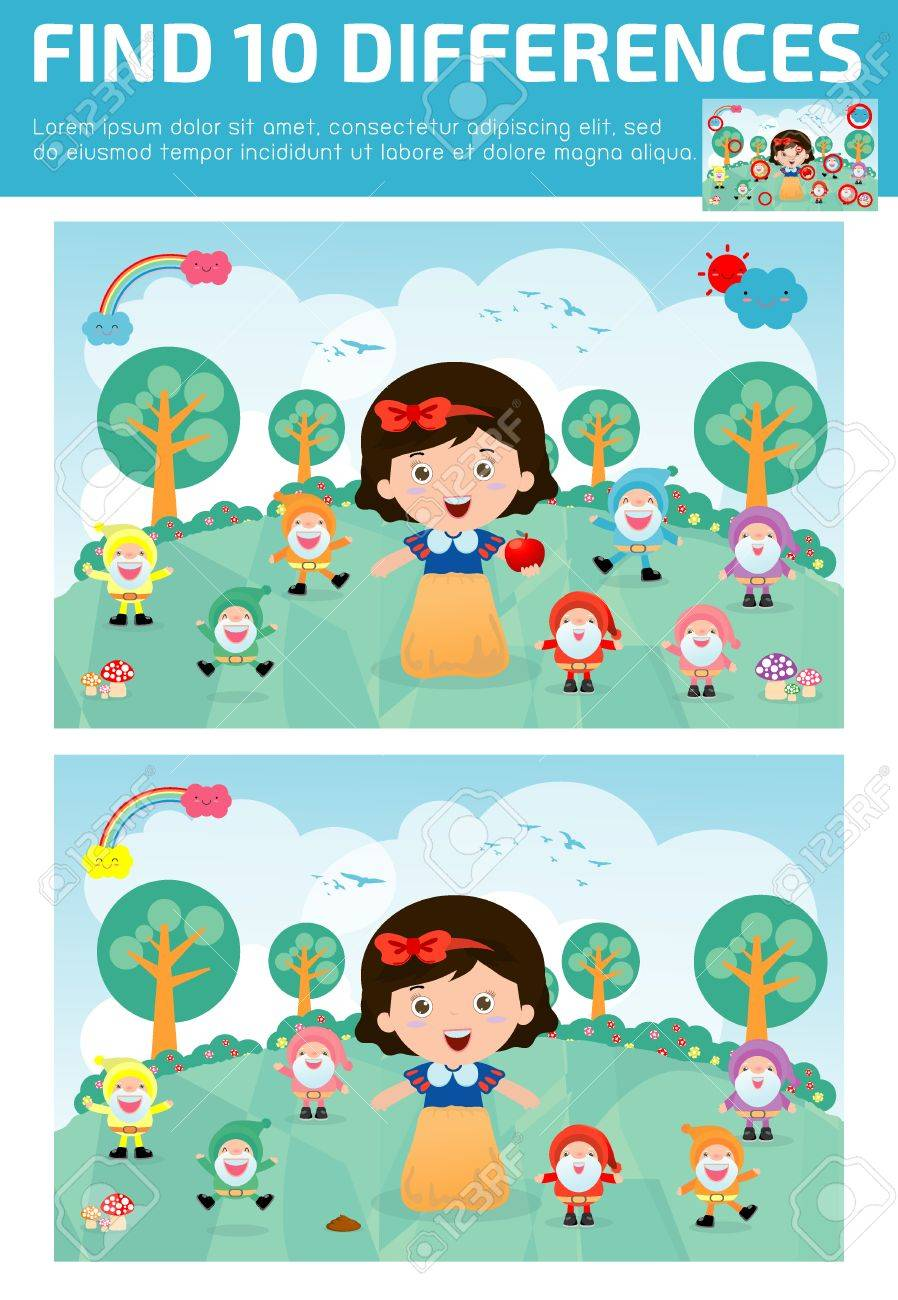 FIND 10 DIFFERENCES
Lorem ipsum dolor sit amet, consectetur adipiscing elit, sed
do eiusmod tempor incididunt ut labore et dolore magna aliqua.
123RF